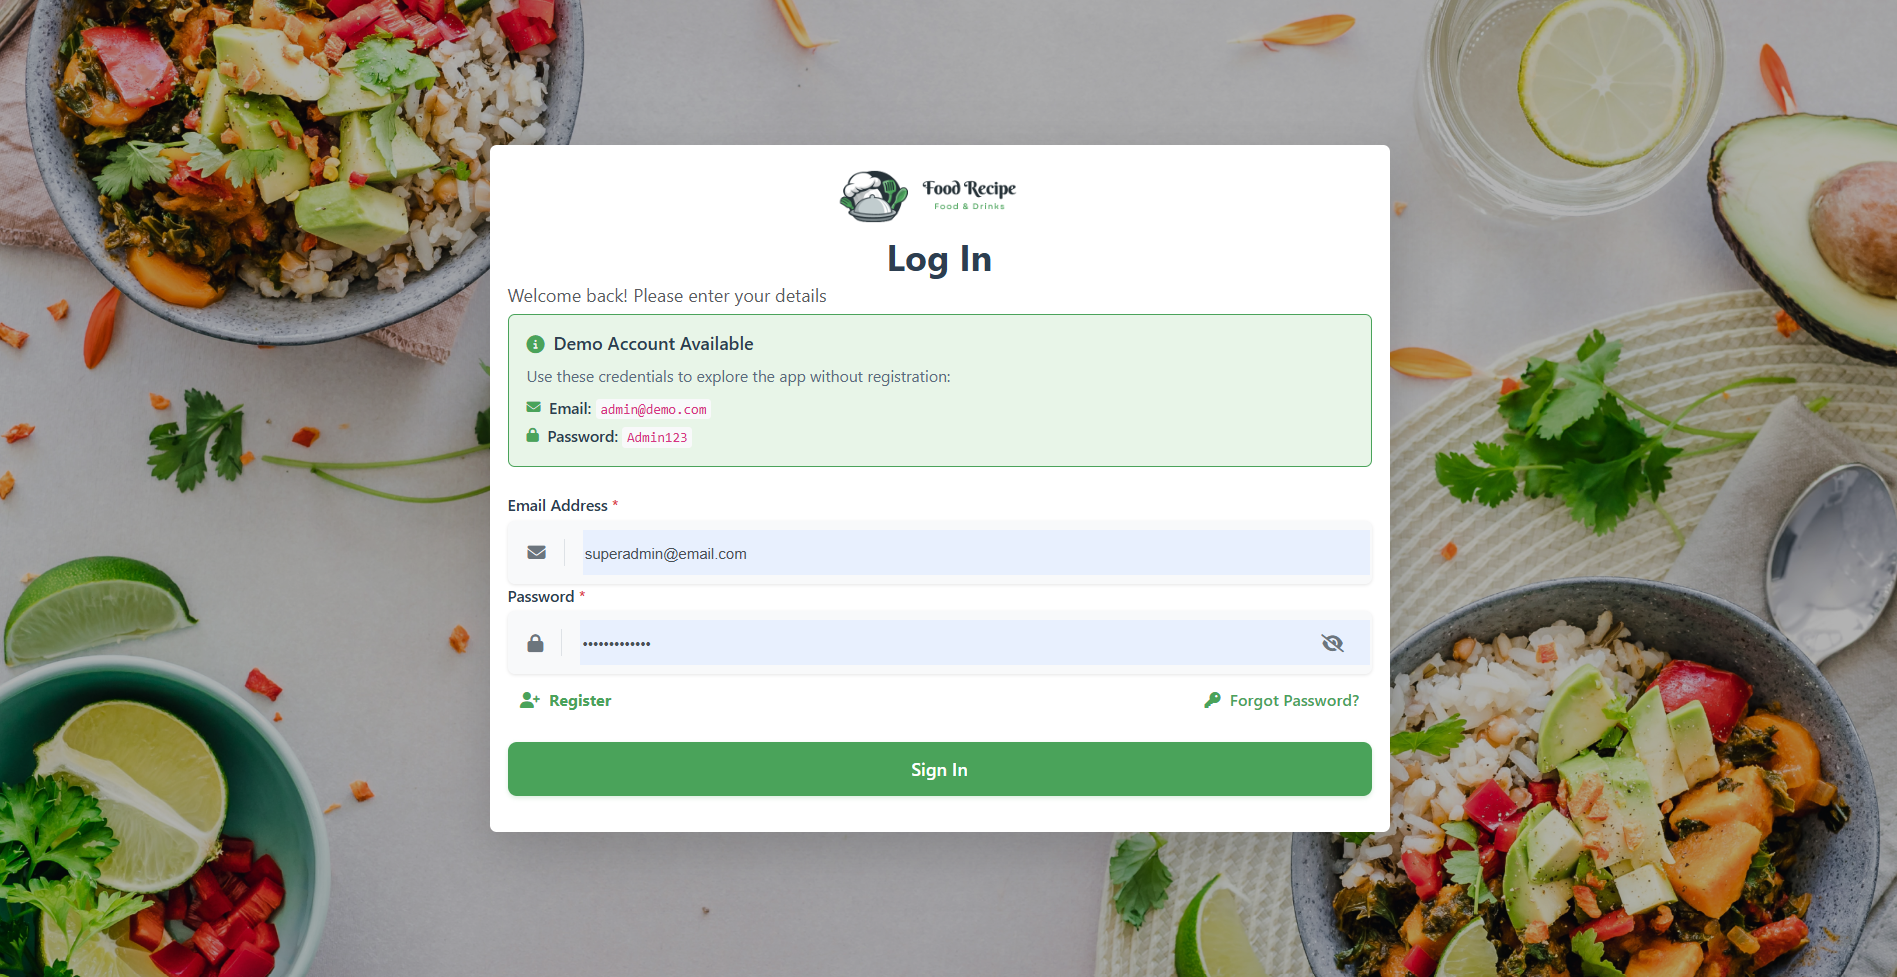 Food Recipe
Food & Drinks
Log In
Welcome back! Please enter your details
Demo Account Available
Use these credentials to explore the app without registration:
Email: admin@demo.com
Password: Admin123
Email Address *
superadmin@email.com
Password *
•••••••••••••
Register
Forgot Password?
Sign In